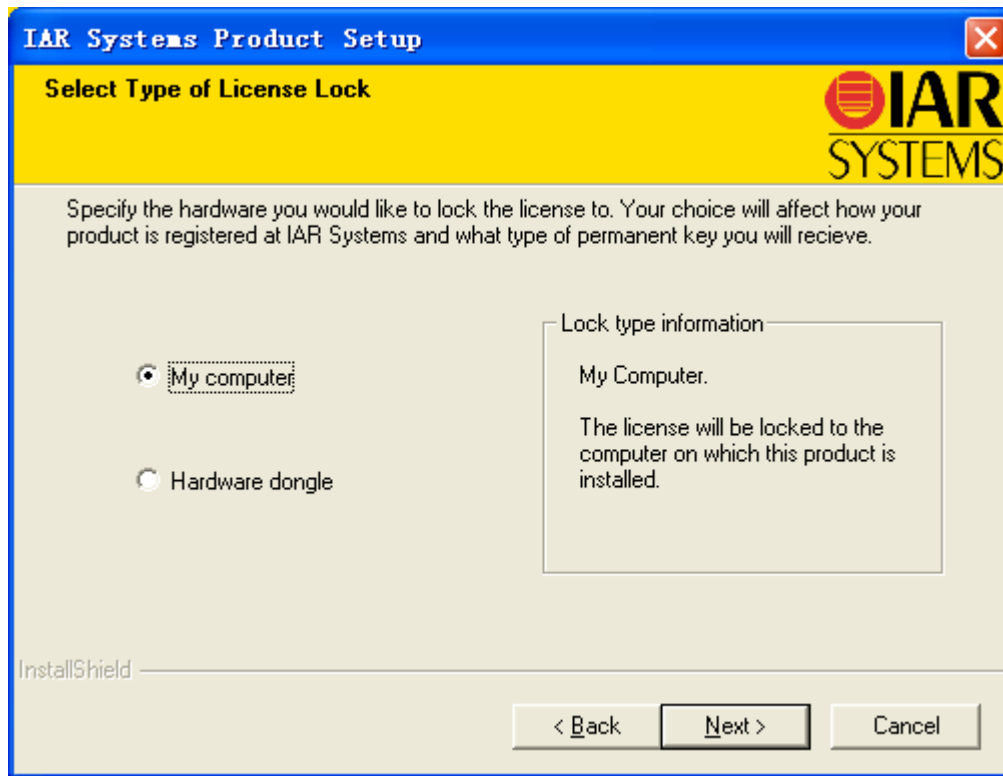 IAR Systems Product Setup
Select Type of License Lock
IAR
SYSTEMS
Specify the hardware you would like to lock the license to. Your choice will affect how your
product is registered at IAR Systems and what type of permanent key you will recieve.
My computer
Hardware dongle
Lock type information
My Computer.
The license will be locked to the
computer on which this product is
installed.
InstallShield
< Back
Next >
Cancel